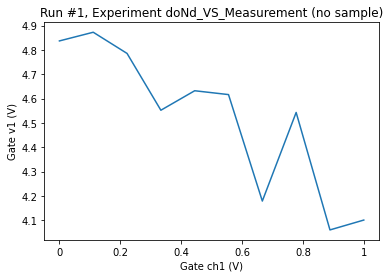 Run #1, Experiment doNd_VS_Measurement (no sample)
4.9
4.8
4.7
4.6
4.5
4.4
4.3
4.2
4.1
Gate v1 (V)
0 0.2 0.4 0.6 0.8 1
Gate ch1 (V)